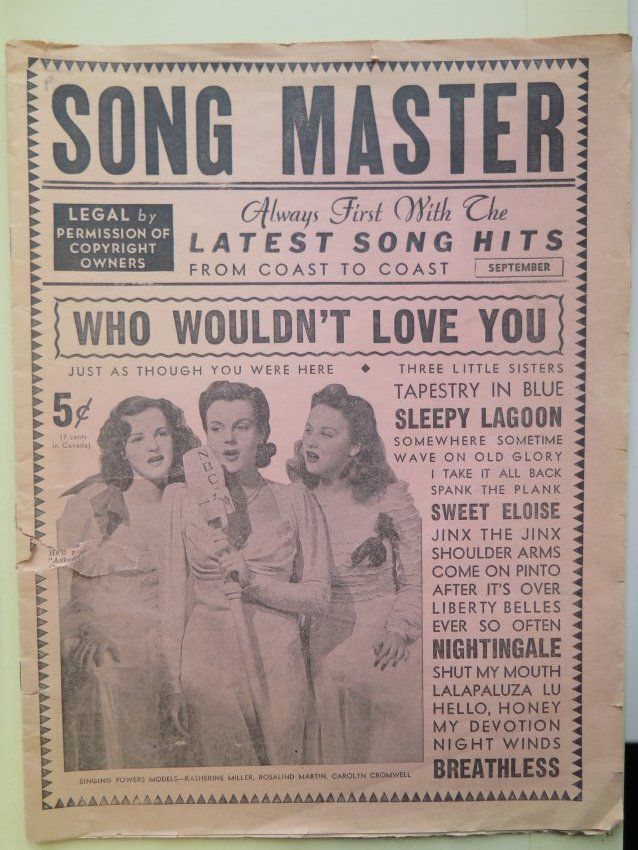 SONG MASTER
LEGAL by
PERMISSION OF
COPYRIGHT
OWNERS
Always First With The
LATEST SONG HITS
FROM COAST TO COAST
SEPTEMBER
WHO WOULDN'T LOVE YOU
JUST AS THOUGH YOU WERE HERE ◆ THREE LITTLE SISTERS
5¢
(7 cents
in Canada)
TAPESTRY IN BLUE
SLEEPY LAGOON
SOMEWHERE SOMETIME
WAVE ON OLD GLORY
I TAKE IT ALL BACK
SPANK THE PLANK
SWEET ELOISE
JINX THE JINX
SHOULDER ARMS
COME ON PINTO
AFTER IT'S OVER
LIBERTY BELLES
EVER SO OFTEN
NIGHTINGALE
SHUT MY MOUTH
LALAPALUZA LU
HELLO, HONEY
MY DEVOTION
NIGHT WINDS
BREATHLESS
NBC
He'll
"Asked
SINGING POWERS MODELS—KATHERINE MILLER, ROSALIND MARTIN, CAROLYN CROMWELL